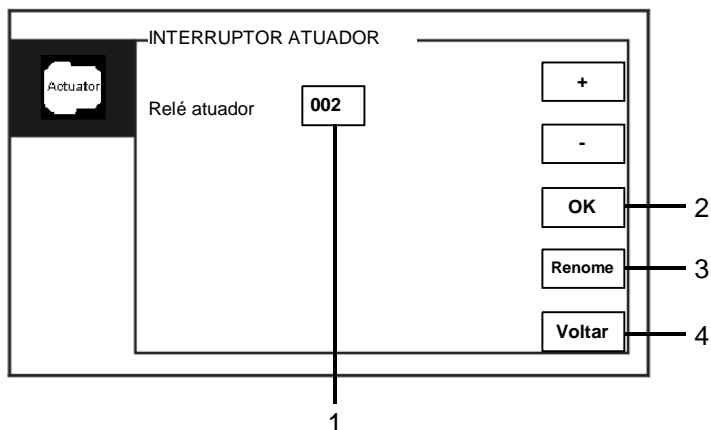 INTERRUPTOR ATUADOR
Actuator
Relé atuador
002
+
-
OK
Renome
Voltar
2
3
4
1